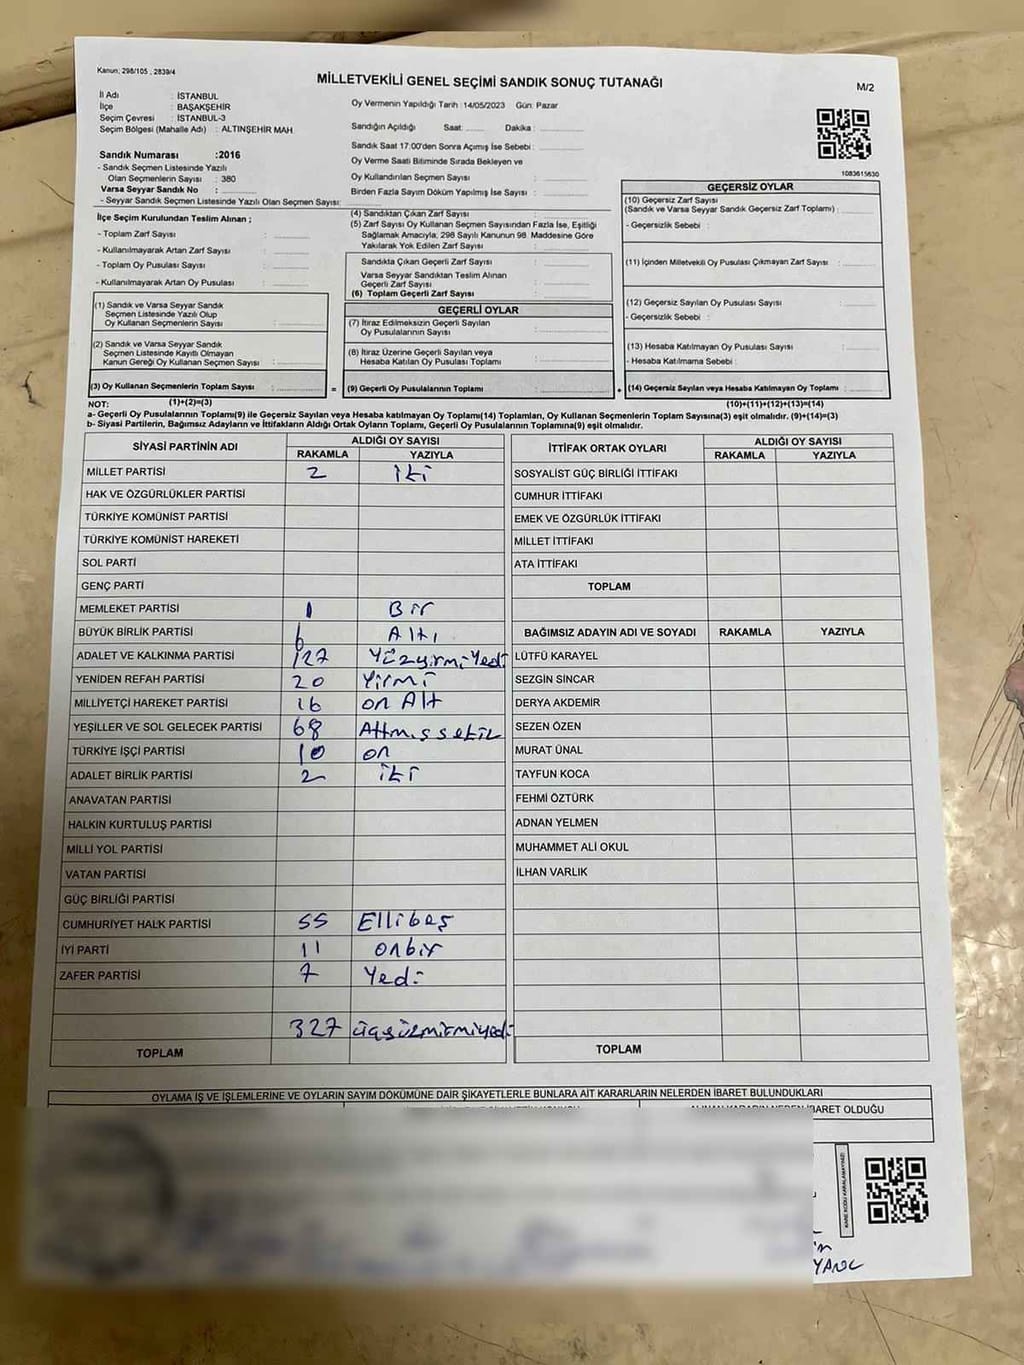 Kanun; 298/105 , 2839/4
MİLLETVEKİLİ GENEL SEÇİMİ SANDIK SONUÇ TUTANAĞI
M/2
İl Adı : İSTANBUL
İlçe : BAŞAKŞEHİR
Seçim Çevresi : İSTANBUL-3
Seçim Bölgesi (Mahalle Adı) : ALTINŞEHİR MAH.
Sandık Numarası :2016
- Sandık Seçmen Listesinde Yazılı
Olan Seçmenlerin Sayısı : 380
Varsa Seyyar Sandık No :
- Seyyar Sandık Seçmen Listesinde Yazılı Olan Seçmen Sayısı:
Oy Vermenin Yapıldığı Tarih :14/05/2023 Gün: Pazar
Sandığın Açıldığı Saat: Dakika :
Sandık Saat 17:00'den Sonra Açımış İse Sebebi :
Oy Verme Saati Bitiminde Sırada Bekleyen ve
Oy Kullandırılan Seçmen Sayısı :
Birden Fazla Sayım Döküm Yapılmış İse Sayısı :
1083615630
İlçe Seçim Kurulundan Teslim Alınan ;
- Toplam Zarf Sayısı :
- Kullanılmayarak Artan Zarf Sayısı :
- Toplam Oy Pusulası Sayısı :
- Kullanılmayarak Artan Oy Pusulası :
(4) Sandıktan Çıkan Zarf Sayısı :
(5) Zarf Sayısı Oy Kullanan Seçmen Sayısından Fazla İse, Eşitliği
Sağlamak Amacıyla; 298 Sayılı Kanunun 98. Maddesine Göre
Yakılarak Yok Edilen Zarf Sayısı :
Sandıkta Çıkan Geçerli Zarf Sayısı :
Varsa Seyyar Sandıktan Teslim Alınan
Geçerli Zarf Sayısı :
(6) Toplam Geçerli Zarf Sayısı :
GEÇERSİZ OYLAR
(10) Geçersiz Zarf Sayısı
(Sandık ve Varsa Seyyar Sandık Geçersiz Zarf Toplamı) :
- Geçersizlik Sebebi :
(11) İçinden Milletvekili Oy Pusulası Çıkmayan Zarf Sayısı :
(12) Geçersiz Sayılan Oy Pusulası Sayısı :
- Geçersizlik Sebebi :
(13) Hesaba Katılmayan Oy Pusulası Sayısı :
- Hesaba Katılmama Sebebi :
(14) Geçersiz Sayılan veya Hesaba Katılmayan Oy Toplamı :
(10)+(11)+(12)+(13)=(14)
(1) Sandık ve Varsa Seyyar Sandık
Seçmen Listesinde Yazılı Olup
Oy Kullanan Seçmenlerin Sayısı :
(2) Sandık ve Varsa Seyyar Sandık
Seçmen Listesinde Kayıtlı Olmayan
Kanun Gereği Oy Kullanan Seçmen Sayısı :
(3) Oy Kullanan Seçmenlerin Toplam Sayısı :
(1)+(2)=(3)
GEÇERLİ OYLAR
(7) İtiraz Edilmeksizin Geçerli Sayılan
Oy Pusulalarının Sayısı :
(8) İtiraz Üzerine Geçerli Sayılan veya
Hesaba Katılan Oy Pusulası Toplamı :
= (9) Geçerli Oy Pusulalarının Toplamı : +
NOT:
a- Geçerli Oy Pusulalarının Toplamı(9) ile Geçersiz Sayılan veya Hesaba katılmayan Oy Toplamı(14) Toplamları, Oy Kullanan Seçmenlerin Toplam Sayısına(3) eşit olmalıdır. (9)+(14)=(3)
b- Siyasi Partilerin, Bağımsız Adayların ve İttifakların Aldığı Ortak Oyların Toplamı, Geçerli Oy Pusulalarının Toplamına(9) eşit olmalıdır.
SİYASİ PARTİNİN ADI ALDIĞI OY SAYISI
RAKAMLA YAZIYLA
MİLLET PARTİSİ 2 iki
HAK VE ÖZGÜRLÜKLER PARTİSİ
TÜRKİYE KOMÜNİST PARTİSİ
TÜRKİYE KOMÜNİST HAREKETİ
SOL PARTİ
GENÇ PARTİ
MEMLEKET PARTİSİ 1 Bir
BÜYÜK BİRLİK PARTİSİ 6 Altı
ADALET VE KALKINMA PARTİSİ 127 Yüzyirmiyedi
YENİDEN REFAH PARTİSİ 20 Yirmi
MİLLİYETÇİ HAREKET PARTİSİ 16 on Altı
YEŞİLLER VE SOL GELECEK PARTİSİ 68 Atmışsekiz
TÜRKİYE İŞÇİ PARTİSİ 10 on
ADALET BİRLİK PARTİSİ 2 iki
ANAVATAN PARTİSİ
HALKIN KURTULUŞ PARTİSİ
MİLLİ YOL PARTİSİ
VATAN PARTİSİ
GÜÇ BİRLİĞİ PARTİSİ
CUMHURİYET HALK PARTİSİ 55 Ellibeş
İYİ PARTİ 11 onbir
ZAFER PARTİSİ 7 Yedi
327
TOPLAM
İTTİFAK ORTAK OYLARI ALDIĞI OY SAYISI
RAKAMLA YAZIYLA
SOSYALİST GÜÇ BİRLİĞİ İTTİFAKI
CUMHUR İTTİFAKI
EMEK VE ÖZGÜRLÜK İTTİFAKI
MİLLET İTTİFAKI
ATA İTTİFAKI
TOPLAM
BAĞIMSIZ ADAYIN ADI VE SOYADI RAKAMLA YAZIYLA
LÜTFÜ KARAYEL
SEZGİN SİNCAR
DERYA AKDEMİR
SEZEN ÖZEN
MURAT ÜNAL
TAYFUN KOCA
FEHMİ ÖZTÜRK
ADNAN YELMEN
MUHAMMET ALİ OKUL
İLHAN VARLIK
TOPLAM
OYLAMA İŞ VE İŞLEMLERİNE VE OYLARIN SAYIM DÖKÜMÜNE DAİR ŞİKAYETLERLE BUNLARA AİT KARARLARIN NELERDEN İBARET BULUNDUKLARI
İBARET OLDUĞU
KARE KODU KARALAMAYINIZ!